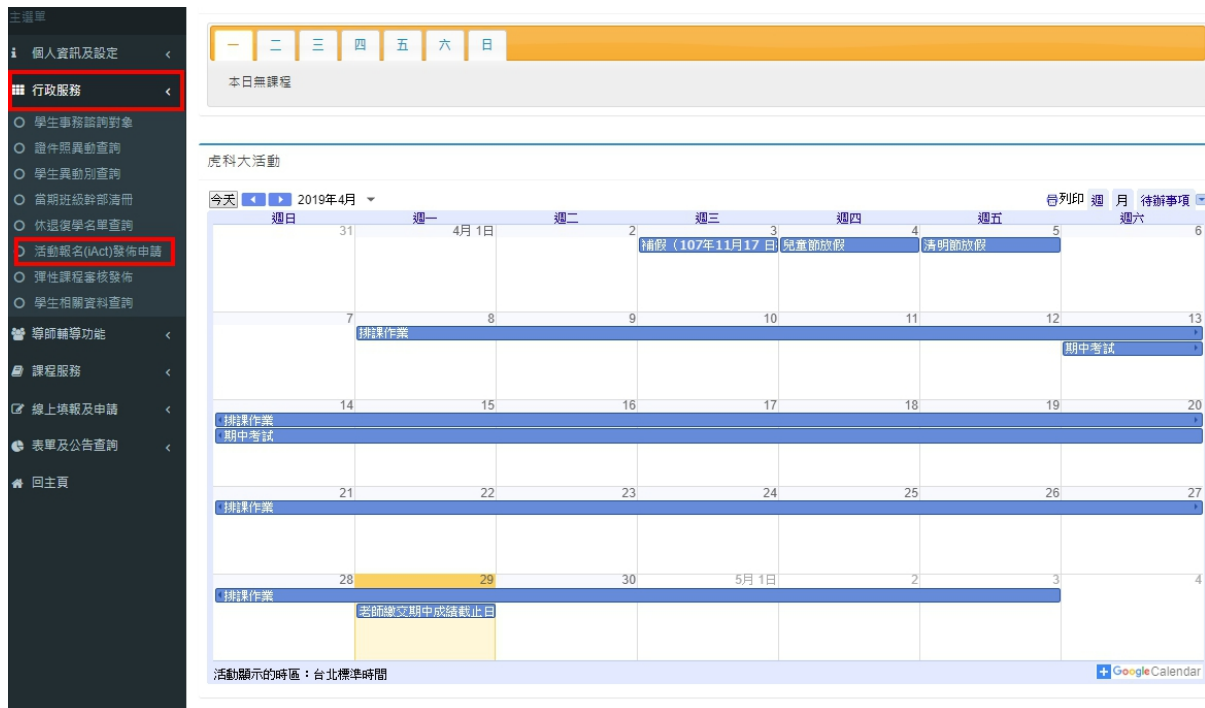 主選單
個人資訊及設定
行政服務
學生事務諮詢對象
證件照異動查詢
學生異動別查詢
當期班級幹部清冊
休退復學名單查詢
活動報名(iAct)發佈申請
彈性課程審核發佈
學生相關資料查詢
導師輔導功能
課程服務
線上填報及申請
表單及公告查詢
回主頁
一 二 三 四 五 六 日
本日無課程
虎科大活動
今天 2019年4月 列印 週 月 待辦事項
週日 週一 週二 週三 週四 週五 週六
31 4月 1日 2 3 4 5 6
補假（107年11月17 日 兒童節放假 清明節放假
7 8 9 10 11 12 13
排課作業
期中考試
14 15 16 17 18 19 20
排課作業
期中考試
21 22 23 24 25 26 27
排課作業
28 29 30 5月 1日 2 3 4
排課作業
老師繳交期中成績截止日
活動顯示的時區：台北標準時間
Google Calendar